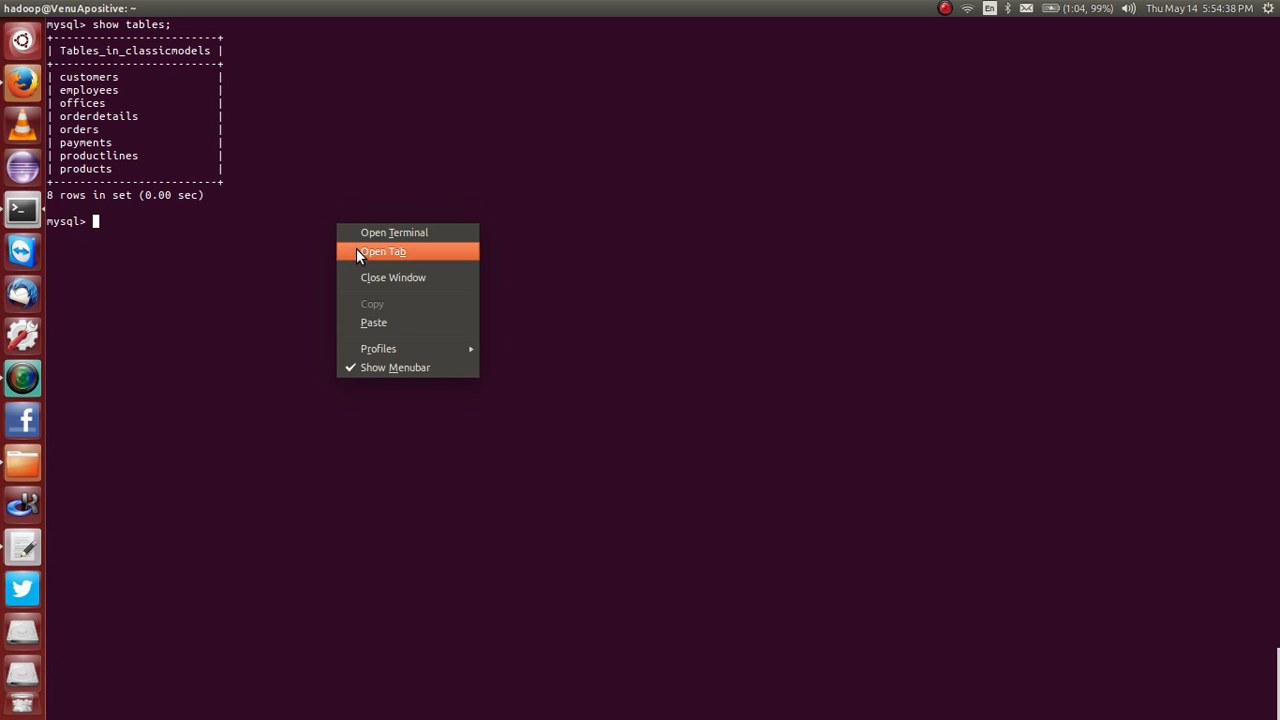 hadoop@VenuApositive: ~
En (1:04, 99%) Thu May 14 5:54:38 PM
mysql> show tables;
+-------------------------+
| Tables_in_classicmodels |
+-------------------------+
| customers |
| employees |
| offices |
| orderdetails |
| orders |
| payments |
| productlines |
| products |
+-------------------------+
8 rows in set (0.00 sec)
mysql>
Open Terminal
Open Tab
Close Window
Copy
Paste
Profiles
Show Menubar